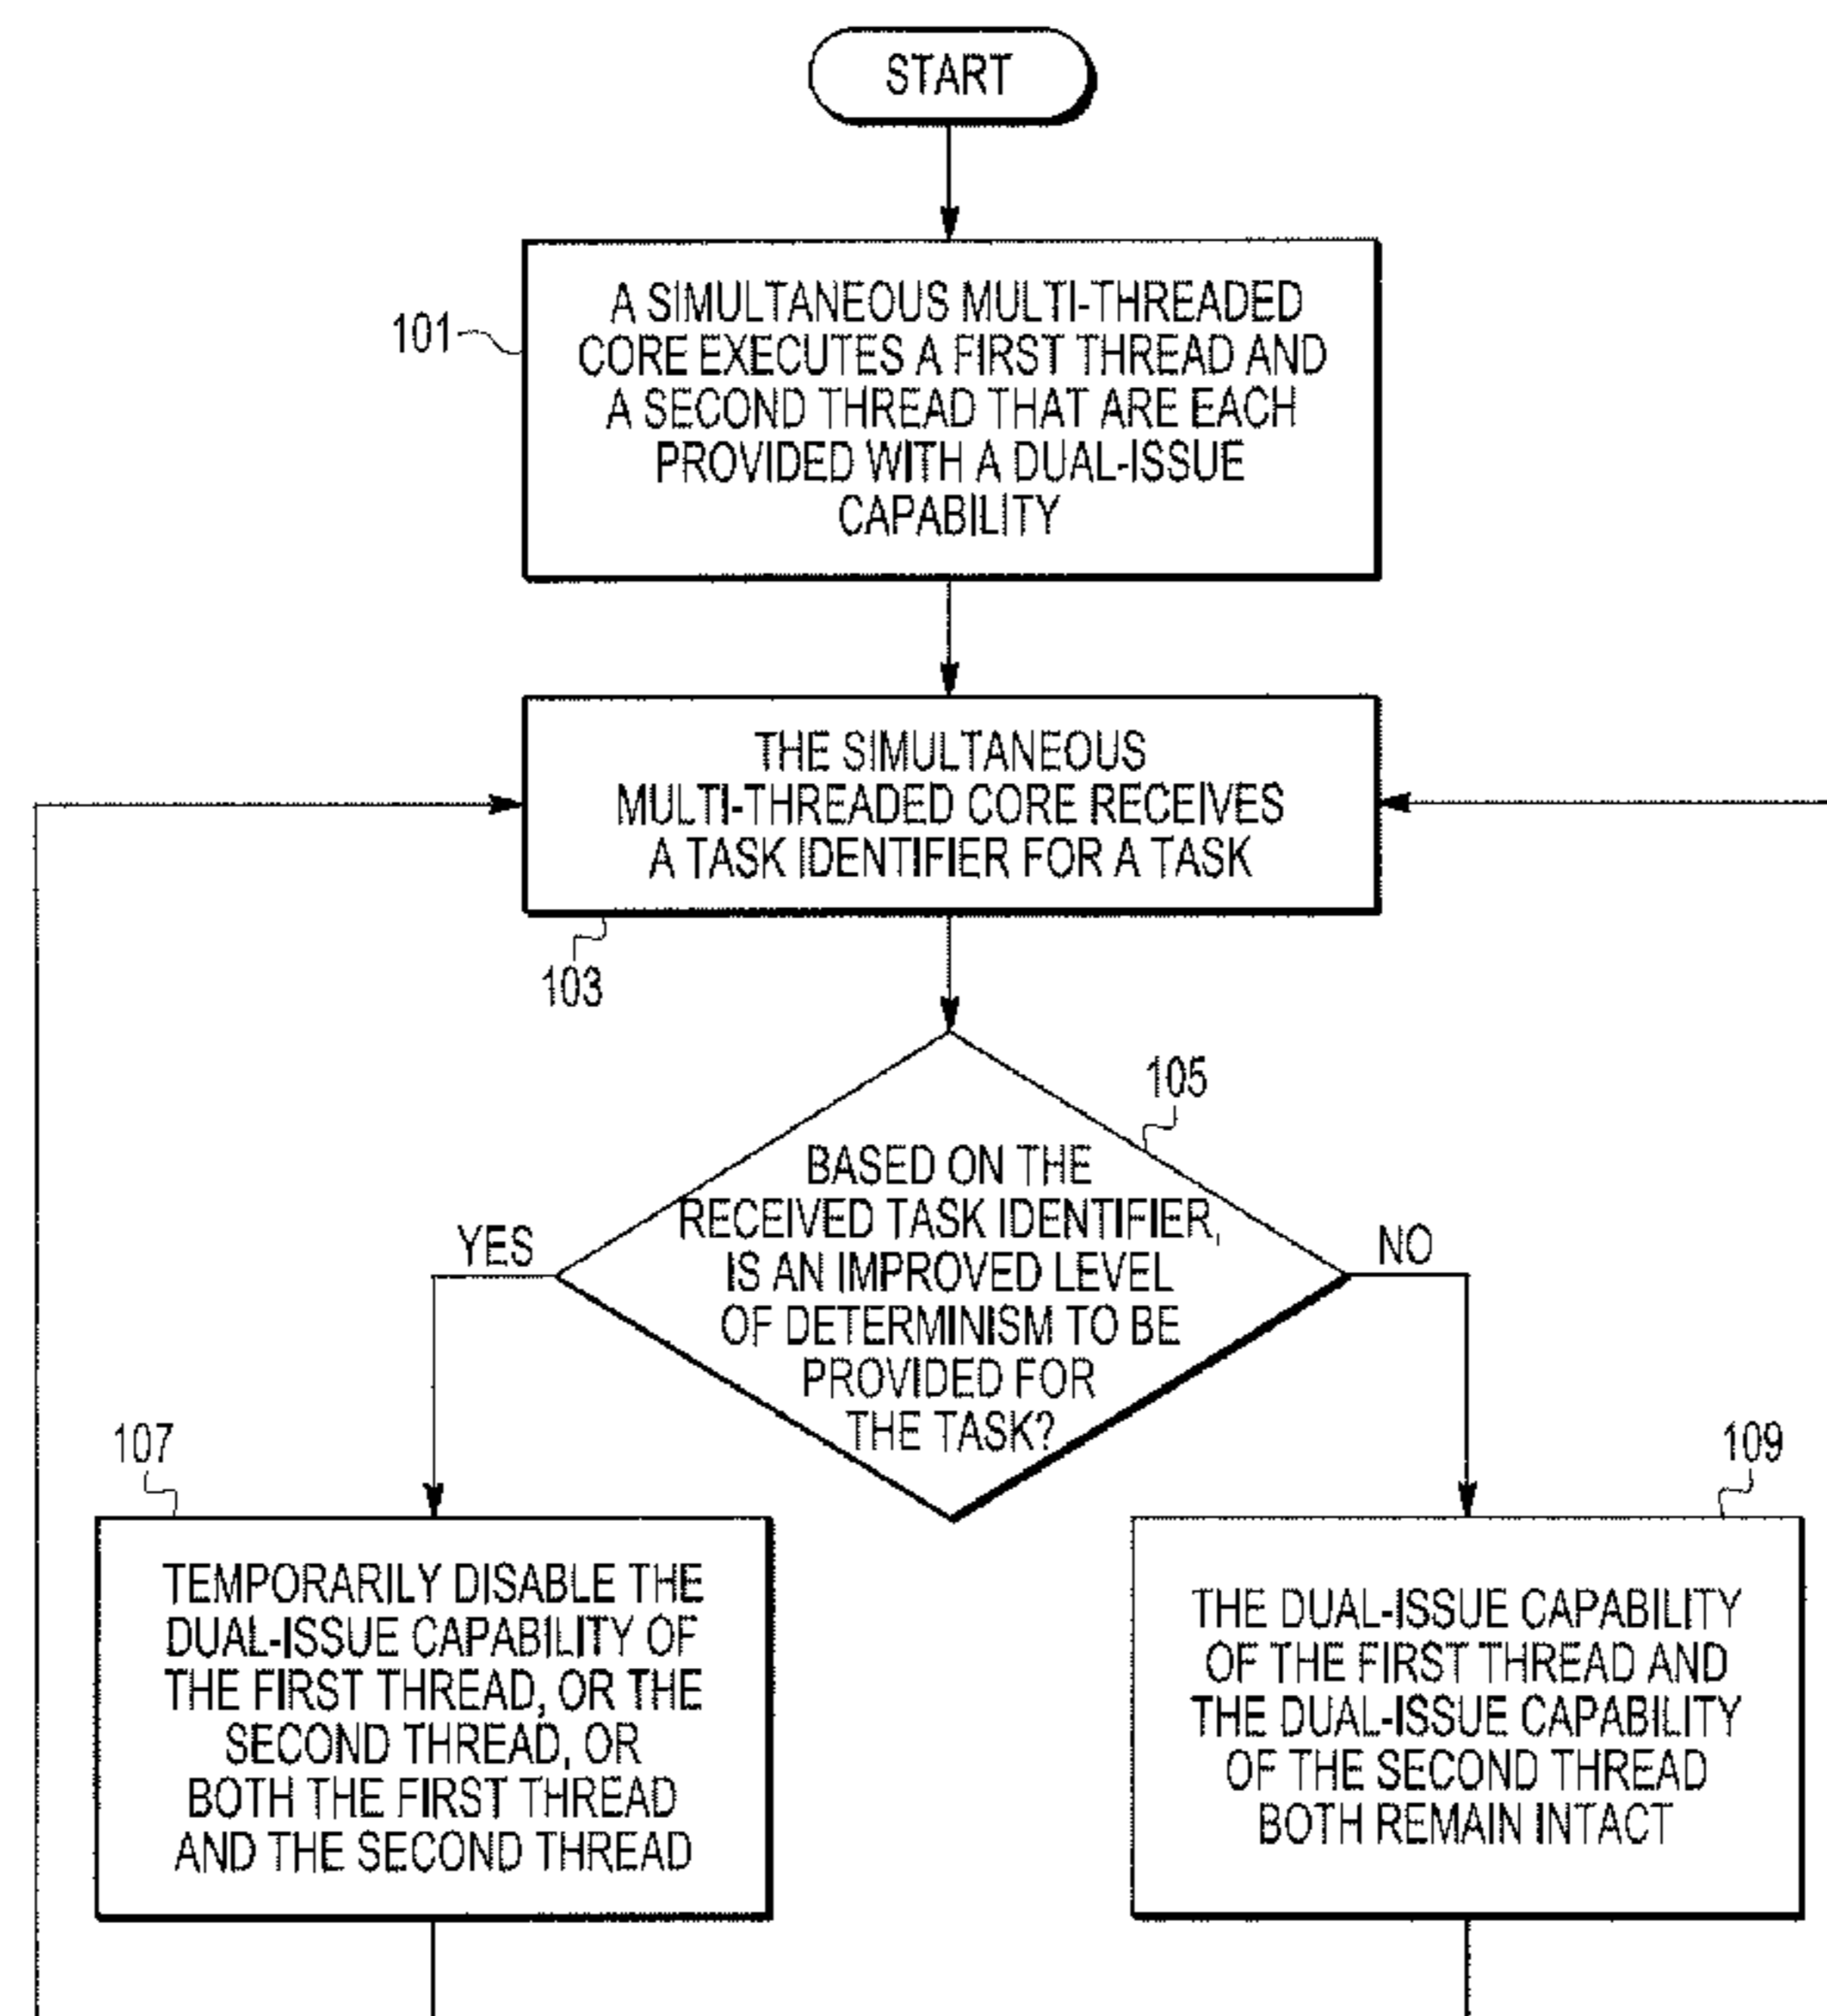 START
101
A SIMULTANEOUS MULTI-THREADED
CORE EXECUTES A FIRST THREAD AND
A SECOND THREAD THAT ARE EACH
PROVIDED WITH A DUAL-ISSUE
CAPABILITY
THE SIMULTANEOUS
MULTI-THREADED CORE RECEIVES
A TASK IDENTIFIER FOR A TASK
103
105
BASED ON THE
RECEIVED TASK IDENTIFIER,
IS AN IMPROVED LEVEL
OF DETERMINISM TO BE
PROVIDED FOR
THE TASK?
YES
NO
107
TEMPORARILY DISABLE THE
DUAL-ISSUE CAPABILITY OF
THE FIRST THREAD, OR THE
SECOND THREAD, OR
BOTH THE FIRST THREAD
AND THE SECOND THREAD
109
THE DUAL-ISSUE CAPABILITY
OF THE FIRST THREAD AND
THE DUAL-ISSUE CAPABILITY
OF THE SECOND THREAD
BOTH REMAIN INTACT